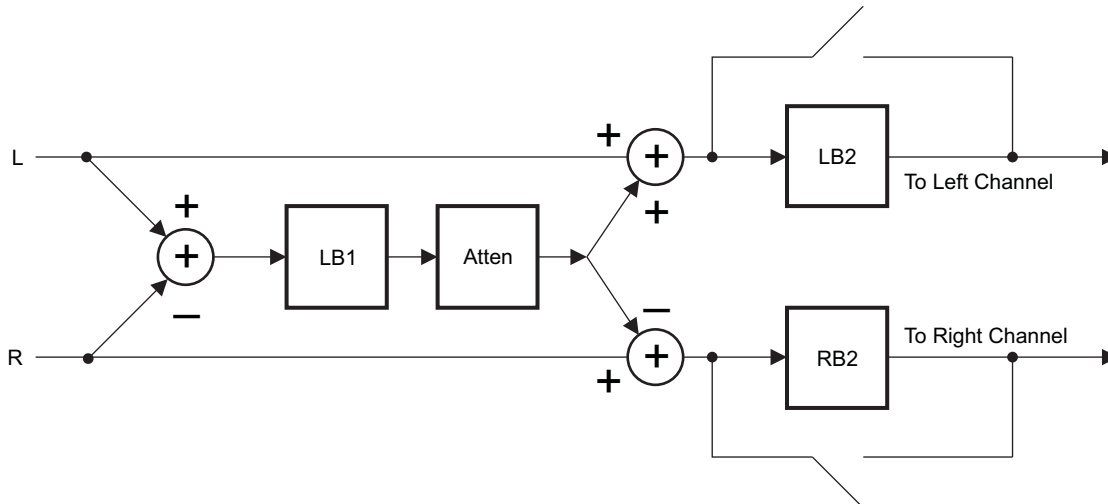 L
+
+
LB2
To Left Channel
+
+
+
LB1
Atten
−
−
R
+
RB2
To Right Channel
+